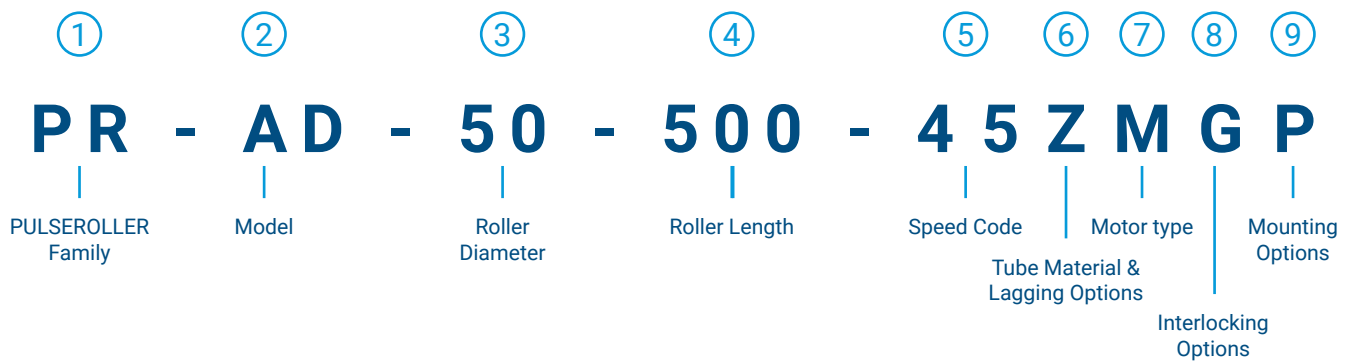 1 2 3 4 5 6 7 8 9
PR - AD - 50 - 500 - 45ZMGP
PULSEROLLER
Family
Model
Roller
Diameter
Roller Length
Speed Code
Tube Material &
Lagging Options
Motor type
Interlocking
Options
Mounting
Options